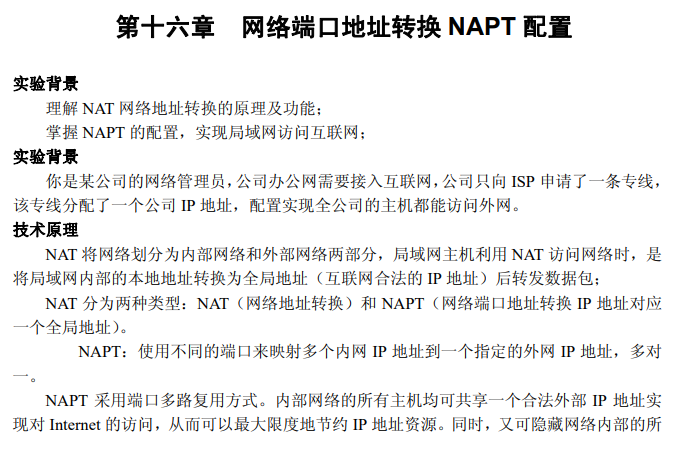 第十六章 网络端口地址转换 NAPT 配置
实验背景
理解 NAT 网络地址转换的原理及功能；
掌握 NAPT 的配置，实现局域网访问互联网；
实验背景
你是某公司的网络管理员，公司办公网需要接入互联网，公司只向 ISP 申请了一条专线，
该专线分配了一个公司 IP 地址，配置实现全公司的主机都能访问外网。
技术原理
NAT 将网络划分为内部网络和外部网络两部分，局域网主机利用 NAT 访问网络时，是
将局域网内部的本地地址转换为全局地址（互联网合法的 IP 地址）后转发数据包；
NAT 分为两种类型：NAT（网络地址转换）和 NAPT（网络端口地址转换 IP 地址对应
一个全局地址）。
NAPT：使用不同的端口来映射多个内网 IP 地址到一个指定的外网 IP 地址，多对
一。
NAPT 采用端口多路复用方式。内部网络的所有主机均可共享一个合法外部 IP 地址实
现对 Internet 的访问，从而可以最大限度地节约 IP 地址资源。同时，又可隐藏网络内部的所